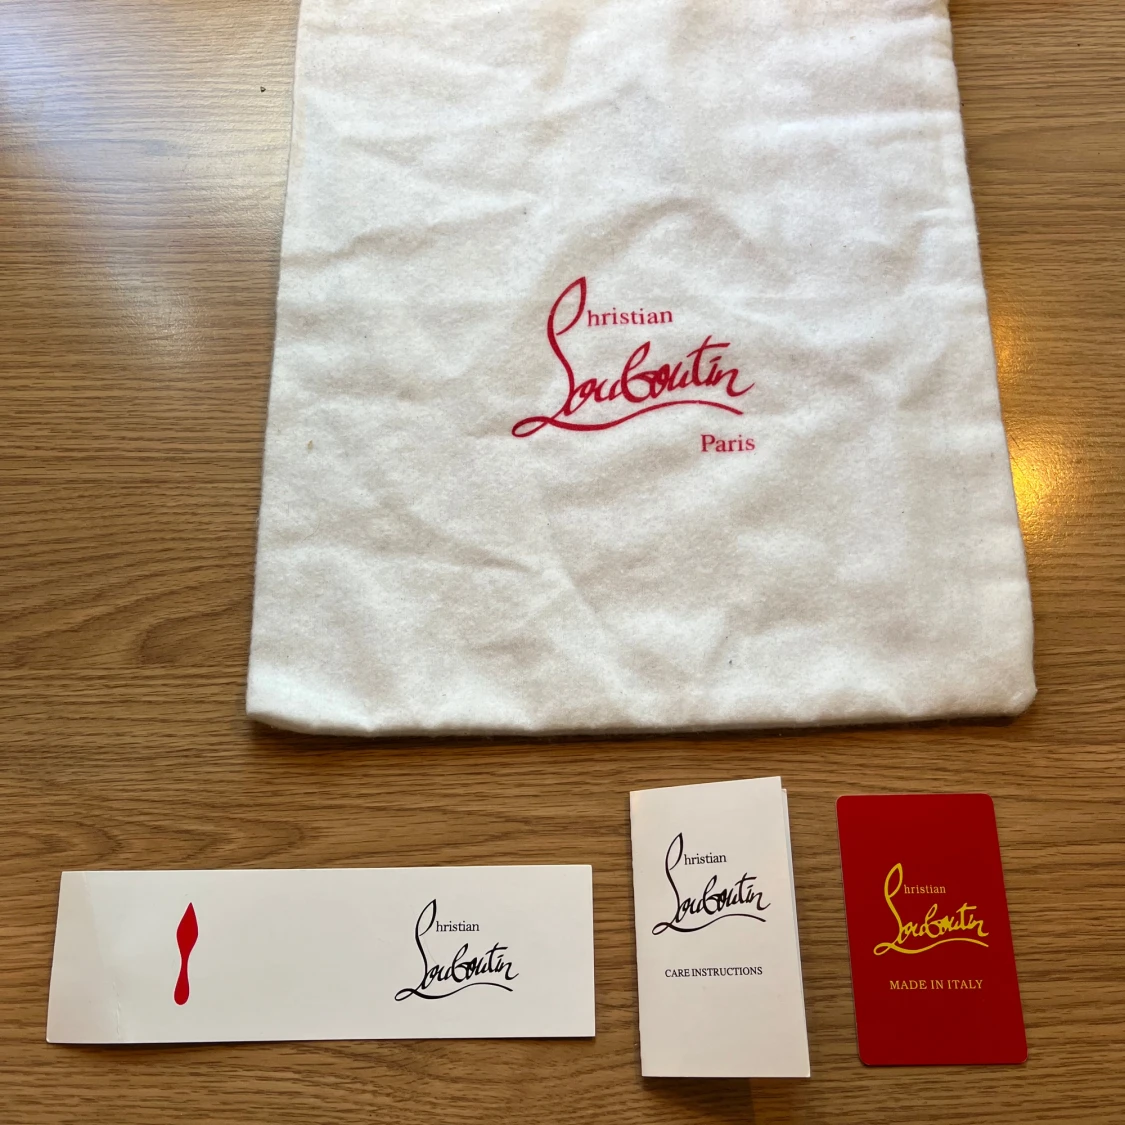 Christian
Louboutin
Paris
Christian
Louboutin
Christian
Louboutin
CARE INSTRUCTIONS
Christian
Louboutin
MADE IN ITALY